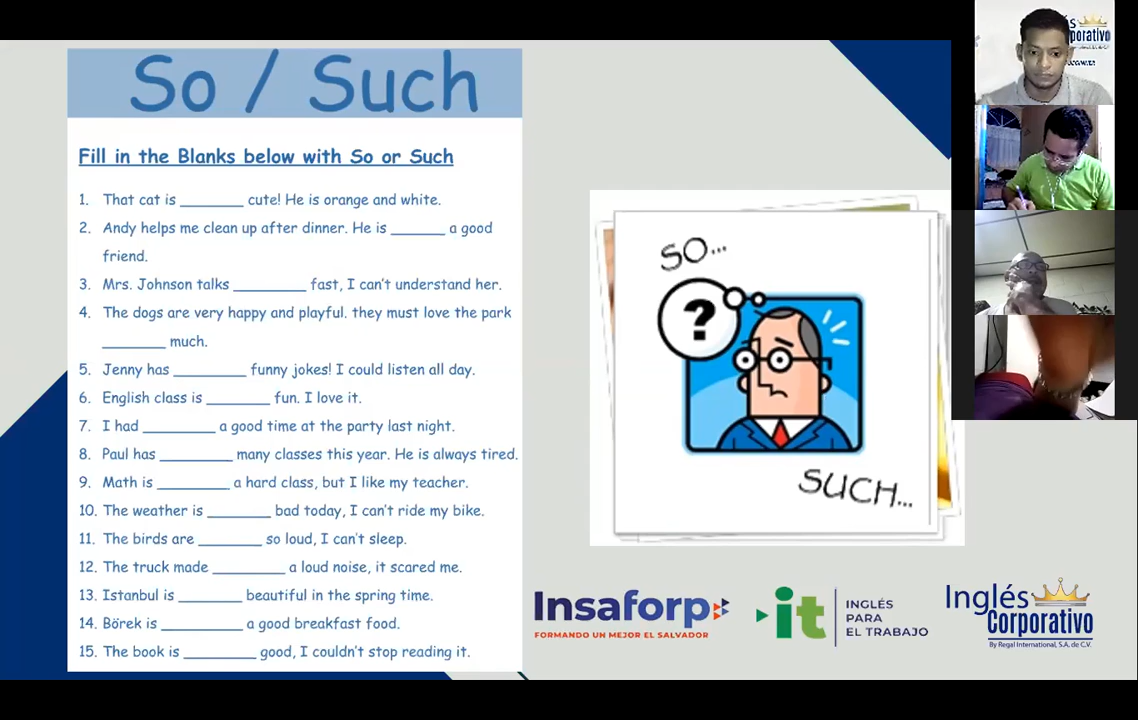 So / Such
Fill in the Blanks below with So or Such
1. That cat is _______ cute! He is orange and white.
2. Andy helps me clean up after dinner. He is ______ a good
friend.
3. Mrs. Johnson talks ________ fast, I can't understand her.
4. The dogs are very happy and playful. they must love the park
_______ much.
5. Jenny has ________ funny jokes! I could listen all day.
6. English class is _______ fun. I love it.
7. I had ________ a good time at the party last night.
8. Paul has ________ many classes this year. He is always tired.
9. Math is ________ a hard class, but I like my teacher.
10. The weather is _______ bad today, I can't ride my bike.
11. The birds are _______ so loud, I can't sleep.
12. The truck made _________ a loud noise, it scared me.
13. Istanbul is _______ beautiful in the spring time.
14. Börek is _________ a good breakfast food.
15. The book is ________ good, I couldn't stop reading it.
SO...
?
SUCH...
Insaforp
FORMANDO UN MEJOR EL SALVADOR
it
INGLÉS
PARA
EL TRABAJO
Inglés
Corporativo
By Regal International, S.A. de C.V.